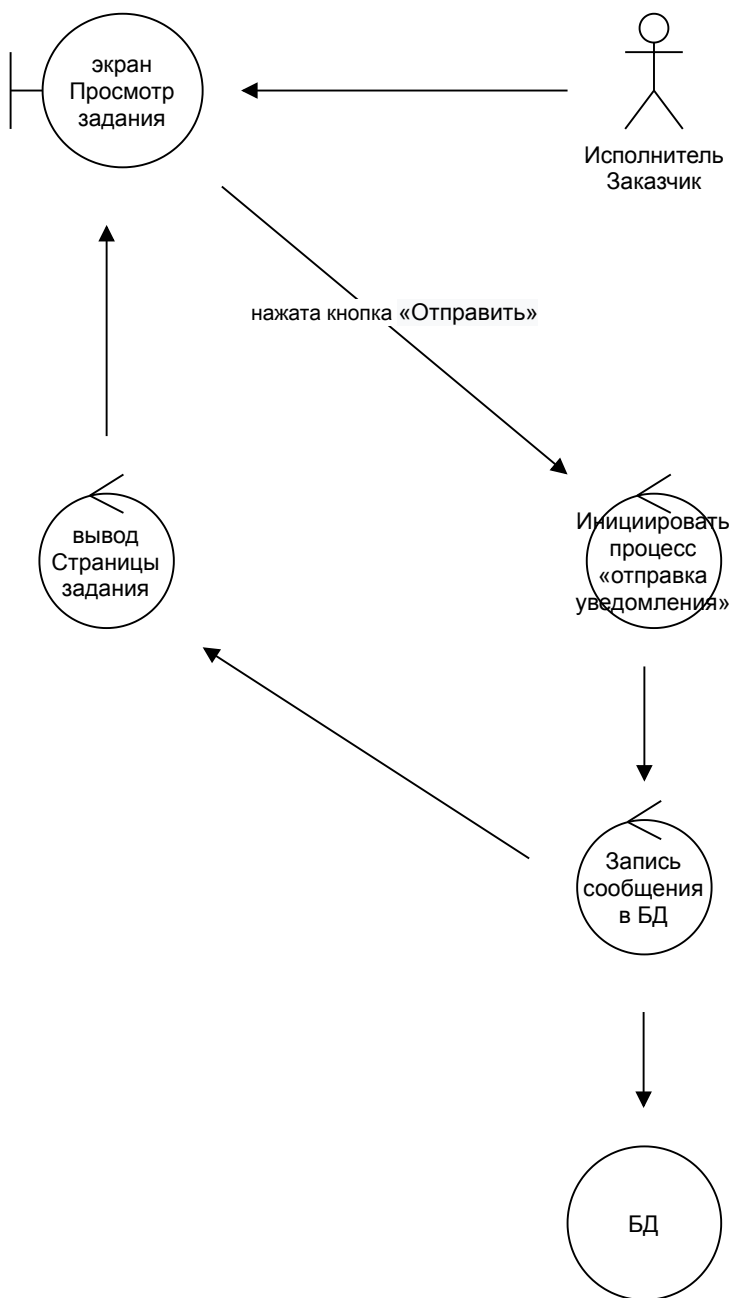 экран
Просмотр
задания
Исполнитель
Заказчик
нажата кнопка «Отправить»
вывод
Страницы
задания
Инициировать
процесс
«отправка
уведомления»
Запись
сообщения
в БД
БД